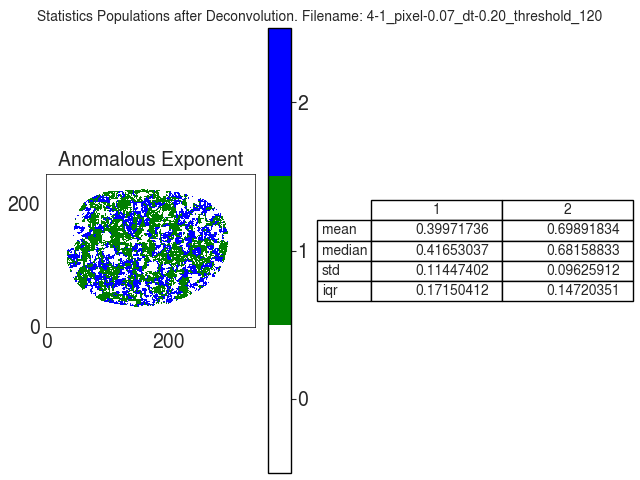 Statistics Populations after Deconvolution. Filename: 4-1_pixel-0.07_dt-0.20_threshold_120
Anomalous Exponent
200
0
0 200
2
1
0
1 2
mean 0.39971736 0.69891834
median 0.41653037 0.68158833
std 0.11447402 0.09625912
iqr 0.17150412 0.14720351